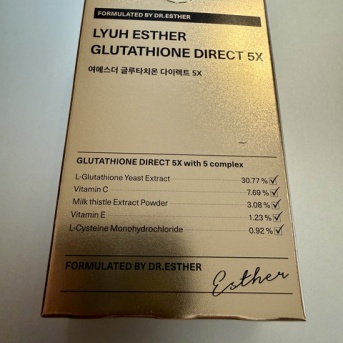 FORMULATED BY DR.ESTHER
LYUH ESTHER
GLUTATHIONE DIRECT 5X
여에스더 글루타치온 다이렉트 5X
GLUTATHIONE DIRECT 5X with 5 complex
L-Glutathione Yeast Extract 30.77 %
Vitamin C 7.69 %
Milk thistle Extract Powder 3.08 %
Vitamin E 1.23 %
L-Cysteine Monohydrochloride 0.92 %
FORMULATED BY DR.ESTHER
Esther